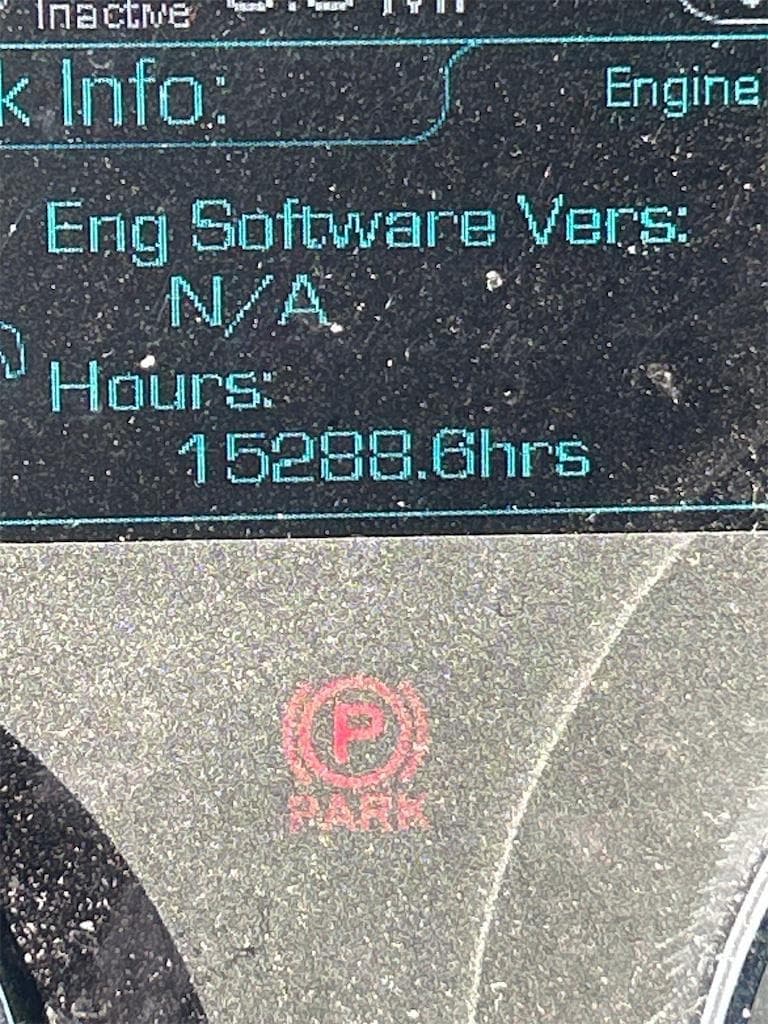 Inactive
k Info:
Engine
Eng Software Vers:
N/A
Hours:
15288.6hrs
P
PARK